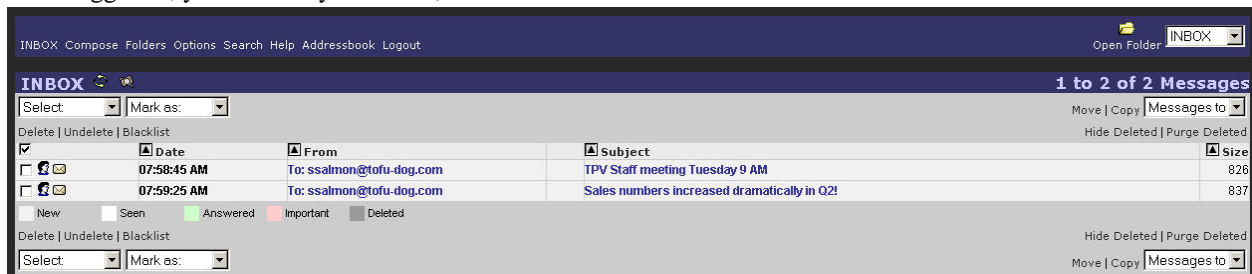 INBOX Compose Folders Options Search Help Addressbook Logout
Open Folder INBOX
INBOX 1 to 2 of 2 Messages
Select: Mark as: Move | Copy Messages to
Delete | Undelete | Blacklist Hide Deleted | Purge Deleted
Date From Subject Size
07:58:45 AM To: ssalmon@tofu-dog.com TPV Staff meeting Tuesday 9 AM 826
07:59:25 AM To: ssalmon@tofu-dog.com Sales numbers increased dramatically in Q2! 837
New Seen Answered Important Deleted
Delete | Undelete | Blacklist Hide Deleted | Purge Deleted
Select: Mark as: Move | Copy Messages to